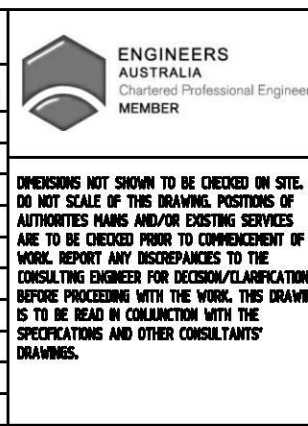 ENGINEERS
AUSTRALIA
Chartered Professional Engineer
MEMBER
DIMENSIONS NOT SHOWN TO BE CHECKED ON SITE.
DO NOT SCALE OF THIS DRAWING. POSITIONS OF
AUTHORITIES MAINS AND/OR EXISTING SERVICES
ARE TO BE CHECKED PRIOR TO COMMENCEMENT OF
WORK. REPORT ANY DISCREPANCIES TO THE
CONSULTING ENGINEER FOR DECISION/CLARIFICATION
BEFORE PROCEEDING WITH THE WORK. THIS DRAWIN
IS TO BE READ IN CONJUNCTION WITH THE
SPECIFICATIONS AND OTHER CONSULTANTS'
DRAWINGS.